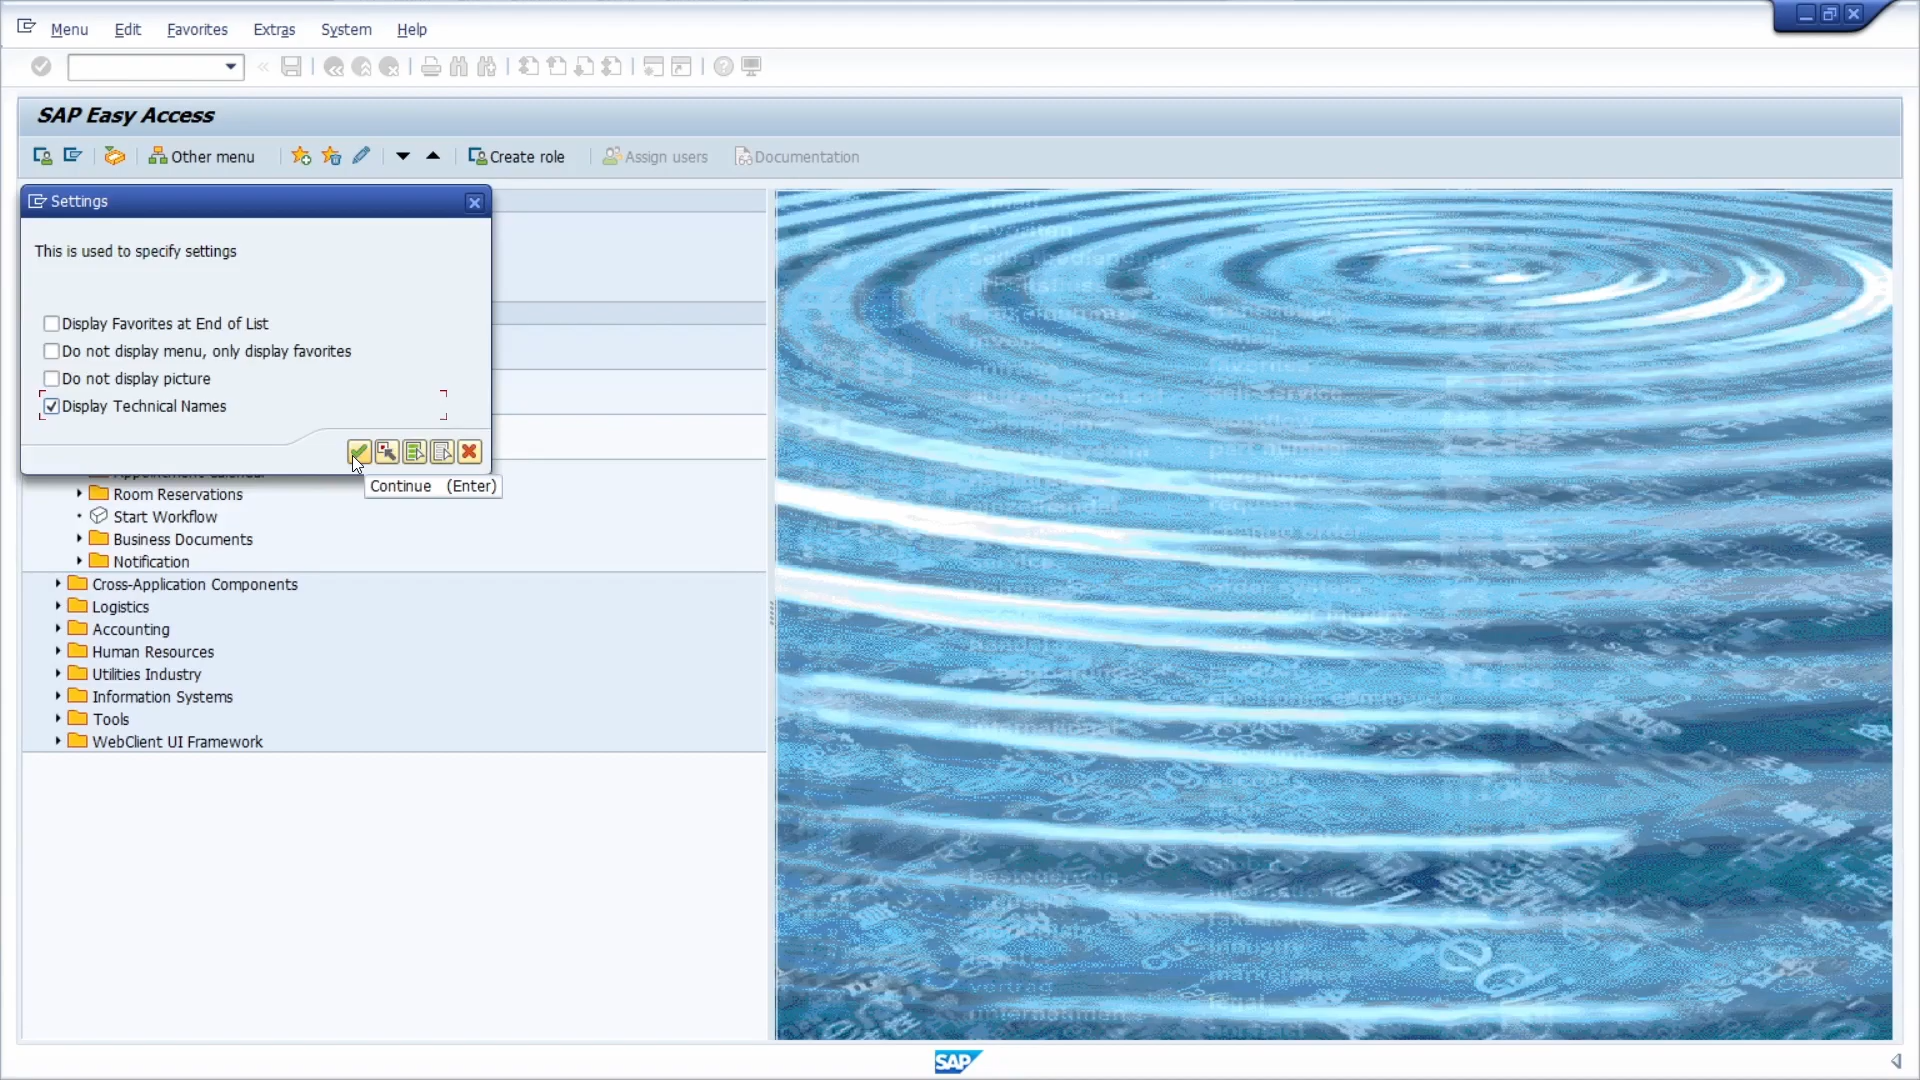 Menu Edit Favorites Extras System Help
SAP Easy Access
Other menu Create role Assign users Documentation
Settings
This is used to specify settings
Display Favorites at End of List
Do not display menu, only display favorites
Do not display picture
Display Technical Names
Continue (Enter)
Room Reservations
Start Workflow
Business Documents
Notification
Cross-Application Components
Logistics
Accounting
Human Resources
Utilities Industry
Information Systems
Tools
WebClient UI Framework
SAP